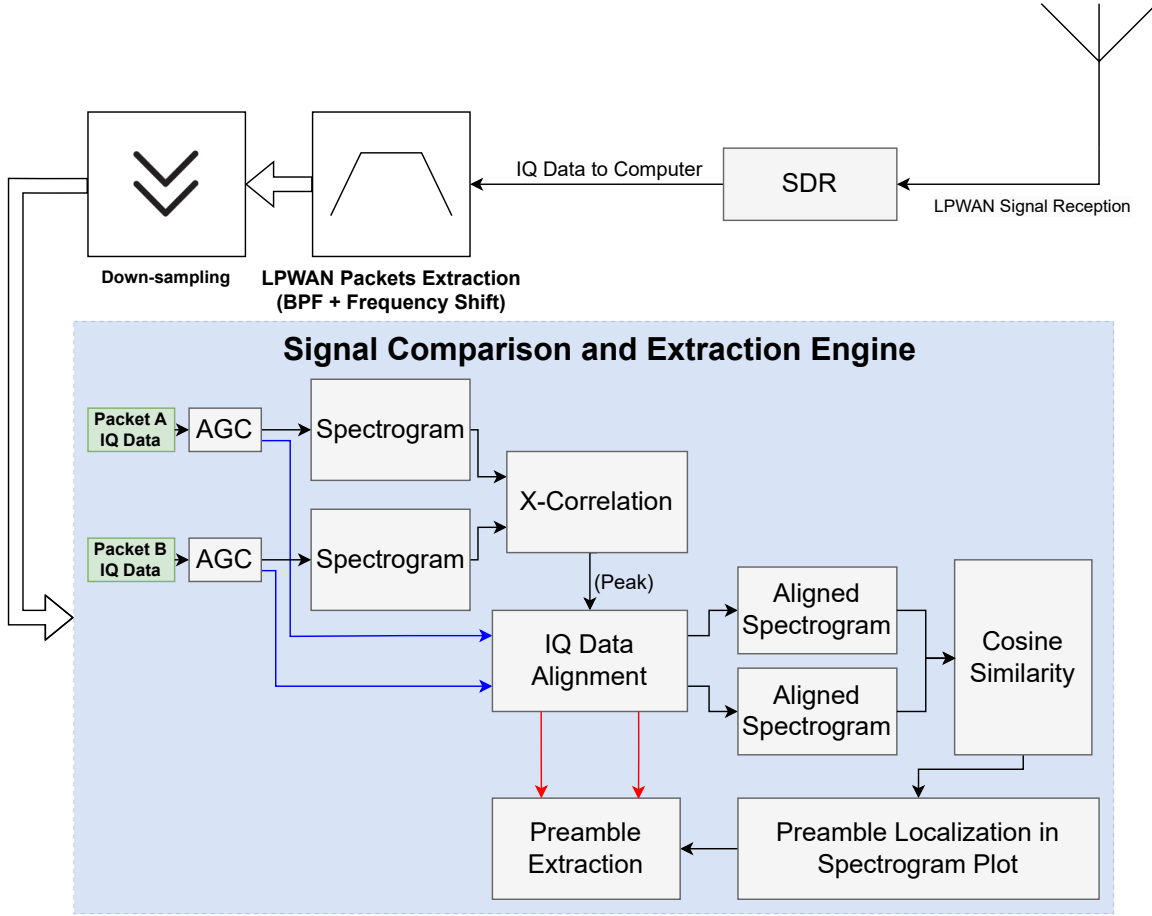 IQ Data to Computer
SDR
LPWAN Signal Reception
Down-sampling
LPWAN Packets Extraction
(BPF + Frequency Shift)
Signal Comparison and Extraction Engine
Packet A
IQ Data
AGC
Spectrogram
X-Correlation
Packet B
IQ Data
AGC
Spectrogram
(Peak)
IQ Data
Alignment
Aligned
Spectrogram
Aligned
Spectrogram
Cosine
Similarity
Preamble
Extraction
Preamble Localization in
Spectrogram Plot